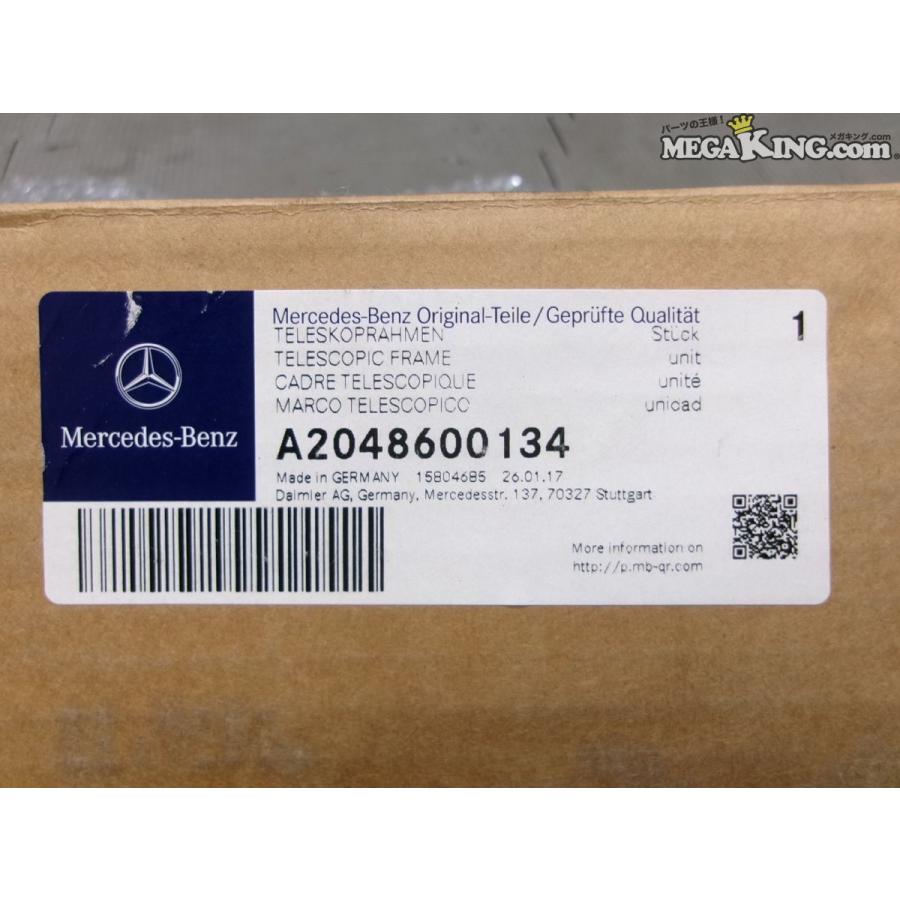 パーツの王様!
メガキング.com
MEGAKING.com
Mercedes-Benz Original-Teile/Geprüfte Qualität
1
TELESKOPRAHMEN Stück
TELESCOPIC FRAME unit
CADRE TELESCOPIQUE unité
MARCO TELESCOPICO unidad
Mercedes-Benz
A2048600134
Made in GERMANY 15804685 26.01.17
Daimler AG, Germany, Mercedesstr. 137, 70327 Stuttgart
More information on
http://p.mb-qr.com